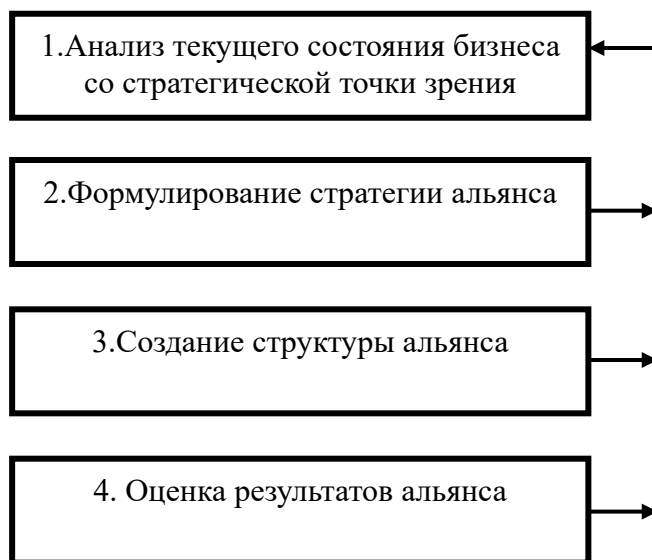 1.Анализ текущего состояния бизнеса
со стратегической точки зрения
2.Формулирование стратегии альянса
3.Создание структуры альянса
4. Оценка результатов альянса